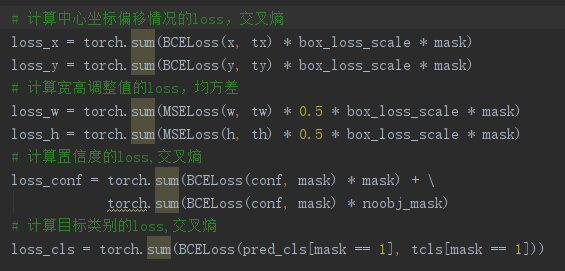 # 计算中心坐标偏移情况的loss，交叉熵
loss_x = torch.sum(BCELoss(x, tx) * box_loss_scale * mask)
loss_y = torch.sum(BCELoss(y, ty) * box_loss_scale * mask)
# 计算宽高调整值的loss，均方差
loss_w = torch.sum(MSELoss(w, tw) * 0.5 * box_loss_scale * mask)
loss_h = torch.sum(MSELoss(h, th) * 0.5 * box_loss_scale * mask)
# 计算置信度的loss,交叉熵
loss_conf = torch.sum(BCELoss(conf, mask) * mask) + \
torch.sum(BCELoss(conf, mask) * noobj_mask)
# 计算目标类别的loss,交叉熵
loss_cls = torch.sum(BCELoss(pred_cls[mask == 1], tcls[mask == 1]))